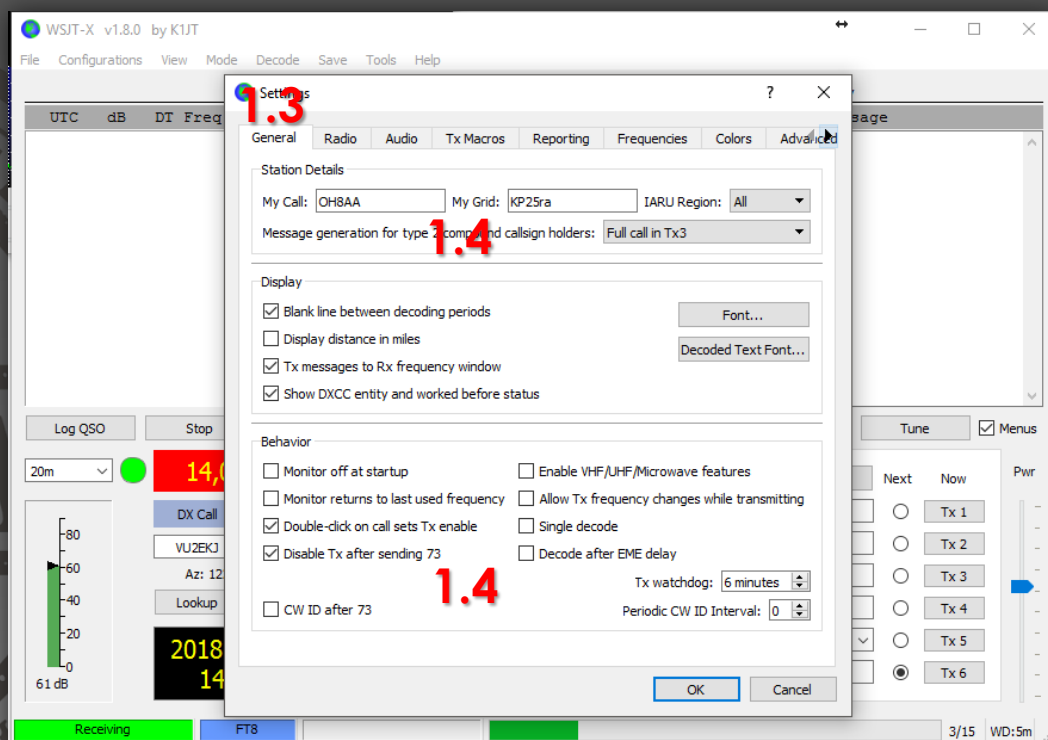 WSJT-X v1.8.0 by K1JT
File Configurations View Mode Decode Save Tools Help
Settings
1.3
UTC dB DT Freq
sage
General Radio Audio Tx Macros Reporting Frequencies Colors Advanced
Station Details
My Call: OH8AA My Grid: KP25ra IARU Region: All
1.4
Message generation for type 2 compound callsign holders: Full call in Tx3
Display
Blank line between decoding periods
Font...
Display distance in miles
Decoded Text Font...
Tx messages to Rx frequency window
Show DXCC entity and worked before status
Log QSO Stop Tune Menus
Behavior
Monitor off at startup Enable VHF/UHF/Microwave features
20m 14,0 Next Now Pwr
Monitor returns to last used frequency Allow Tx frequency changes while transmitting
DX Call Tx 1
Double-click on call sets Tx enable Single decode
-80
VU2EKJ Tx 2
Disable Tx after sending 73 Decode after EME delay
-60
Az: 12 Tx 3
1.4
Tx watchdog: 6 minutes
-40
Lookup Tx 4
CW ID after 73 Periodic CW ID Interval: 0
-20
2018 Tx 5
-0
14 Tx 6
61 dB
OK Cancel
Receiving FT8 3/15 WD:5m